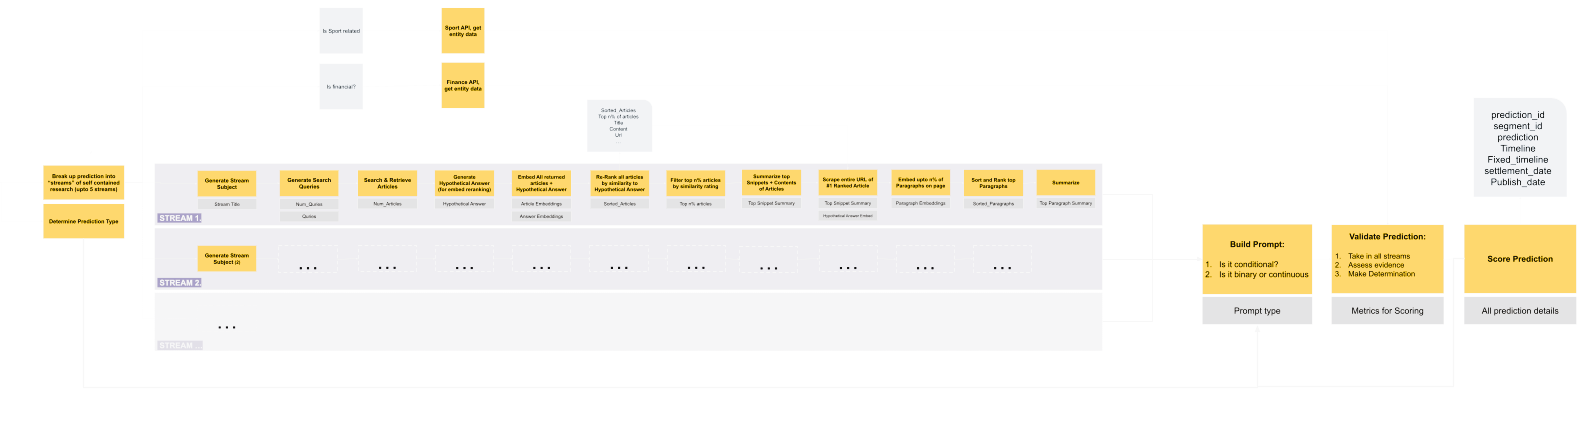 Is Sport related
Sport API, get
entity data
Is financial?
Finance API,
get entity data
Sorted_Articles
Top n% of articles
Title
Content
Url
...
prediction_id
segment_id
prediction
Timeline
Fixed_timeline
settlement_date
Publish_date
Break up prediction into
"streams" of self contained
research (upto 5 streams)
Determine Prediction Type
STREAM 1.
Generate Stream
Subject
Stream Title
Generate Search
Queries
Num_Quries
Quries
Search & Retrieve
Articles
Num_Articles
Generate
Hypothetical Answer
(for embed reranking)
Hypothetical Answer
Embed All returned
articles +
Hypothetical Answer
Article Embeddings
Answer Embeddings
Re-Rank all articles
by similarity to
Hypothetical Answer
Sorted_Articles
Filter top n% articles
by similarity rating
Top n% articles
Summarize top
Snippets + Contents
of Articles
Top Snippet Summary
Scrape entire URL of
#1 Ranked Article
Top Snippet Summary
Hypothetical Answer Embed
Embed upto n% of
Paragraphs on page
Paragraph Embeddings
Sort and Rank top
Paragraphs
Sorted_Paragraphs
Summarize
Top Paragraph Summary
STREAM 2.
Generate Stream
Subject (2)
...
...
...
...
...
...
...
...
...
...
STREAM
...
Build Prompt:
1. Is it conditional?
2. Is it binary or continuous
Prompt type
Validate Prediction:
1. Take in all streams
2. Assess evidence
3. Make Determination
Metrics for Scoring
Score Prediction
All prediction details